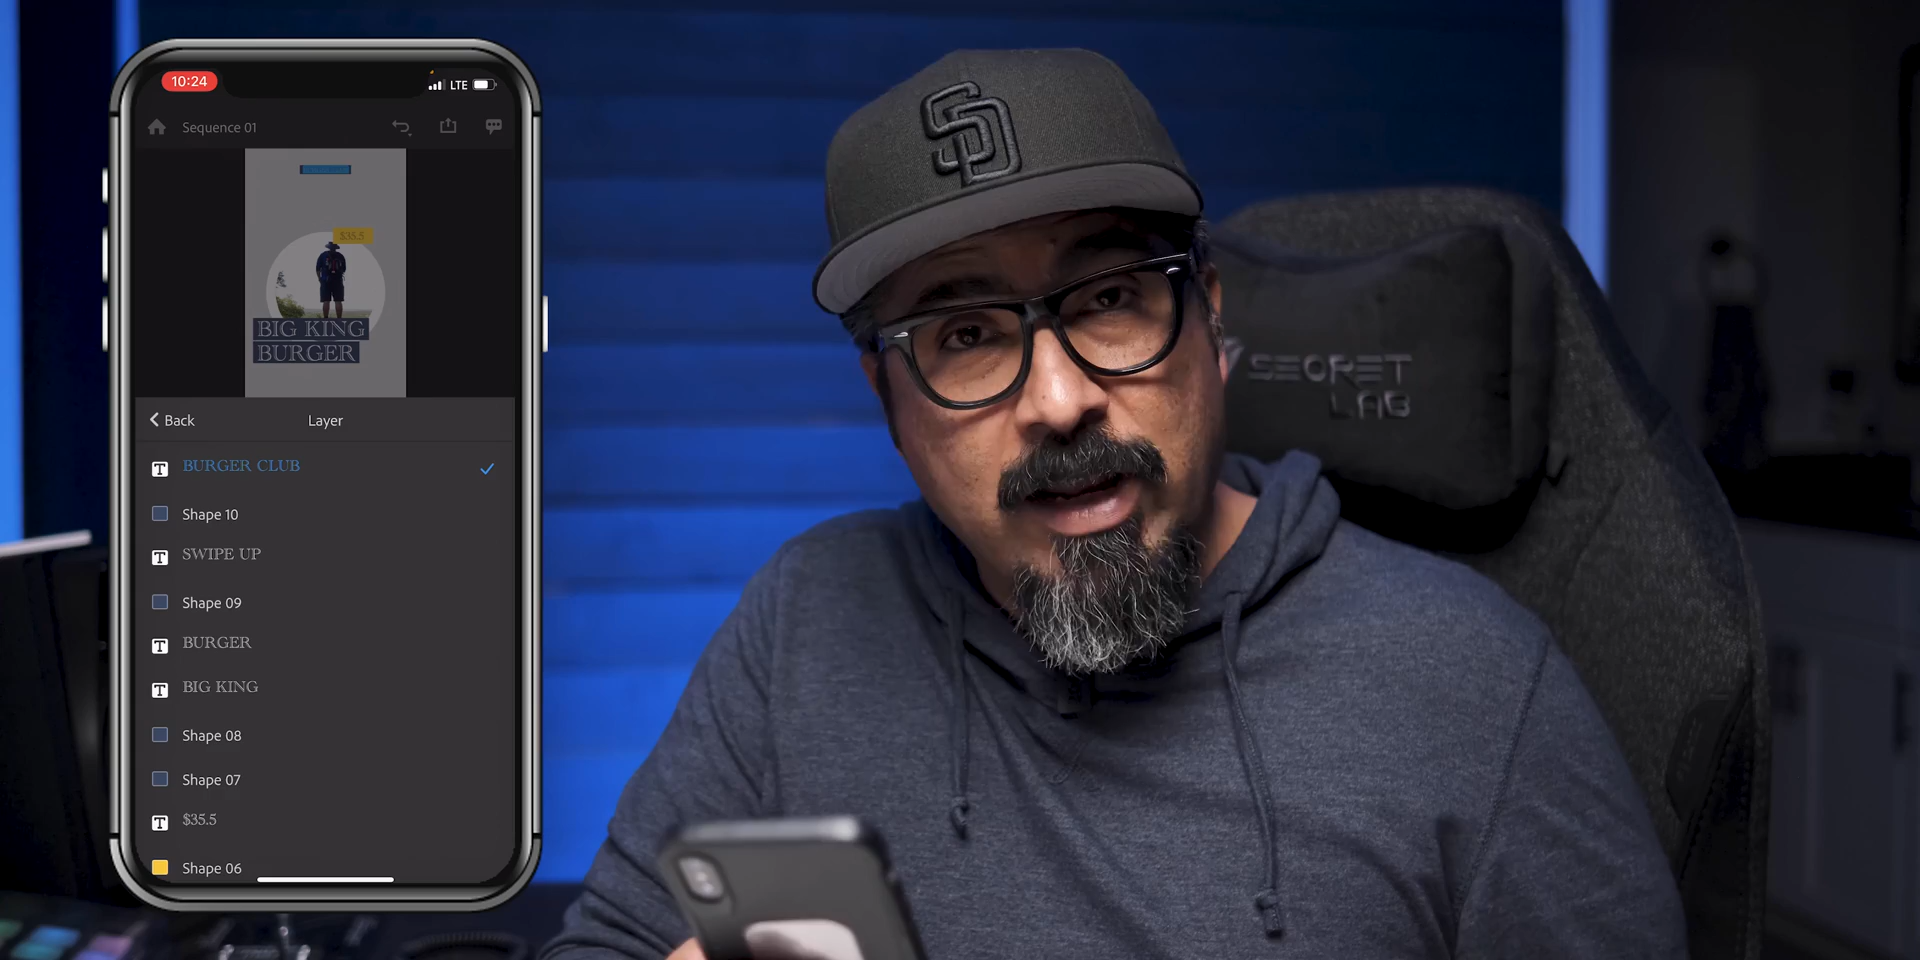 10:24
LTE
Sequence 01
$35.5
BIG KING
BURGER
Back
Layer
BURGER CLUB
Shape 10
SWIPE UP
Shape 09
BURGER
BIG KING
Shape 08
Shape 07
$35.5
Shape 06
SD
SECRET
LAB